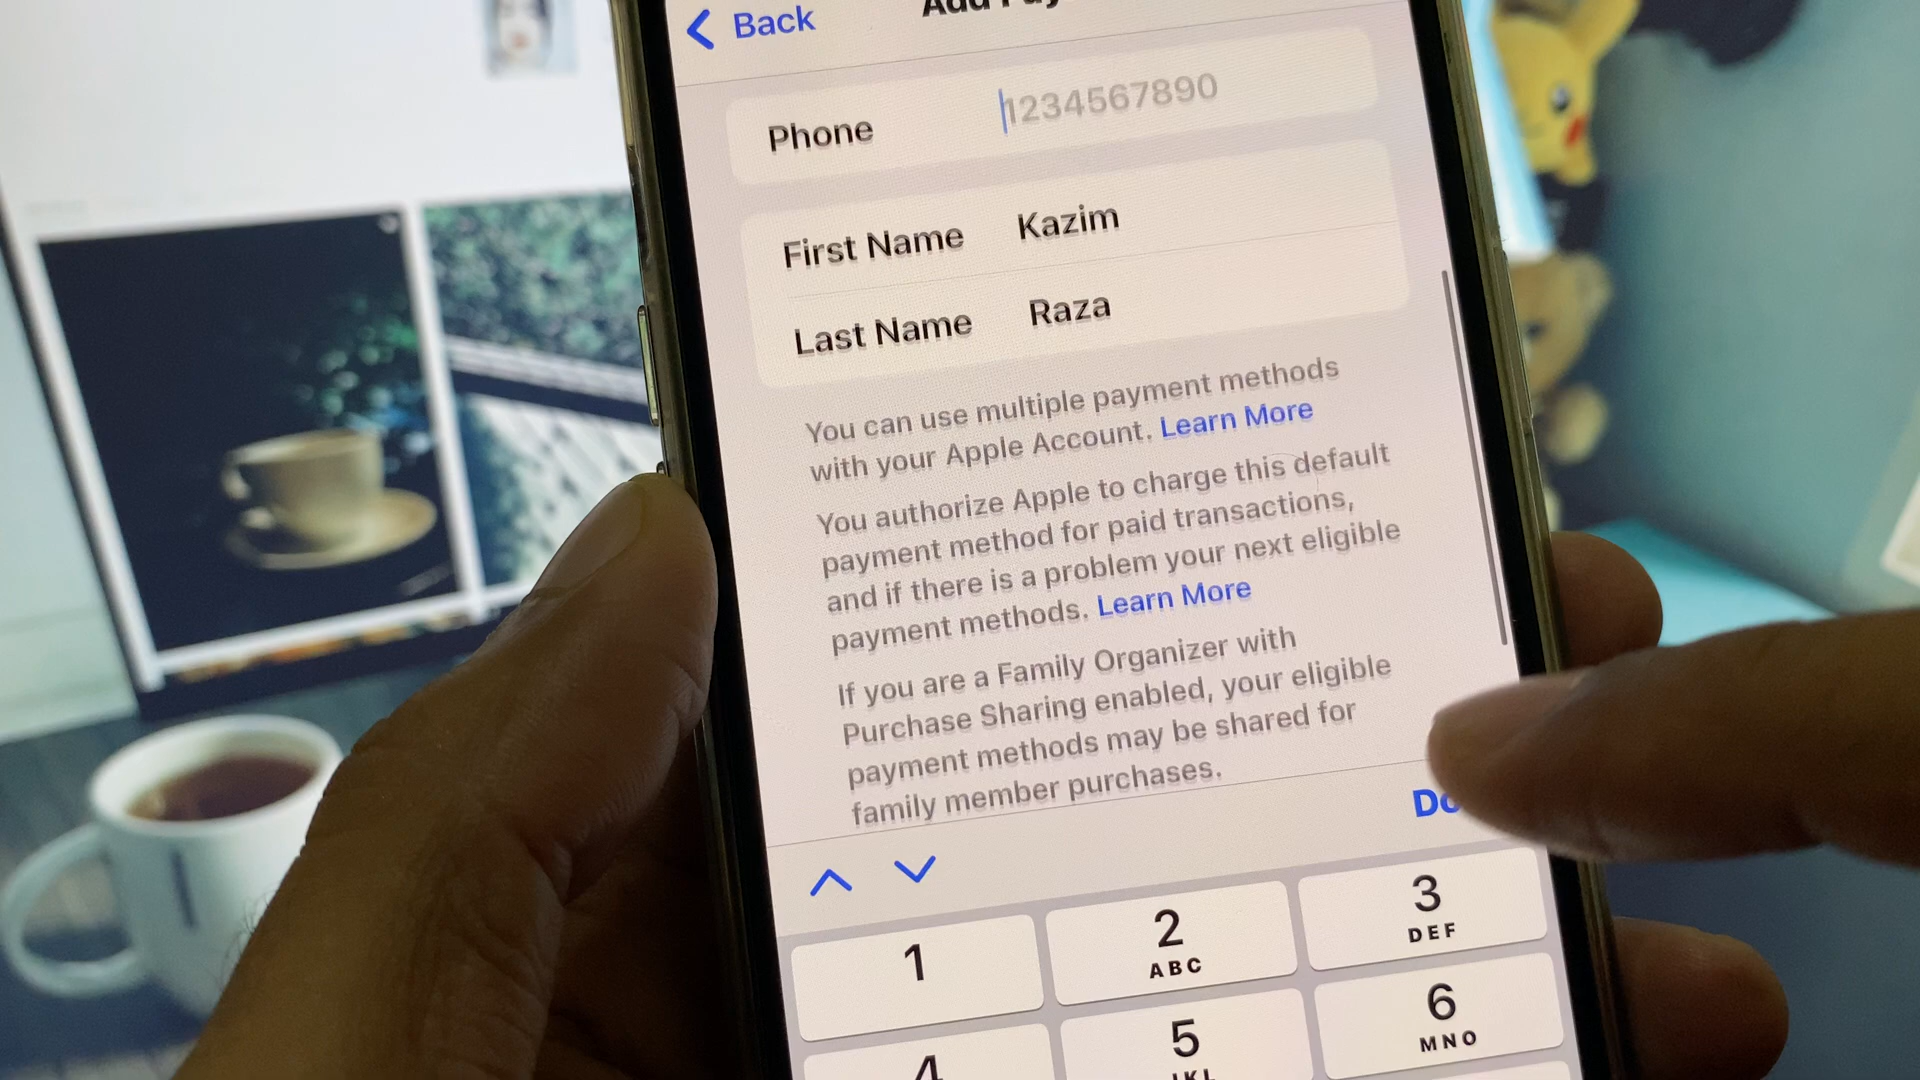 Back
Phone 1234567890
First Name Kazim
Last Name Raza
You can use multiple payment methods
with your Apple Account. Learn More
You authorize Apple to charge this default
payment method for paid transactions,
and if there is a problem your next eligible
payment methods. Learn More
If you are a Family Organizer with
Purchase Sharing enabled, your eligible
payment methods may be shared for
family member purchases.
1
2
ABC
3
DEF
4
5
JKL
6
MNO